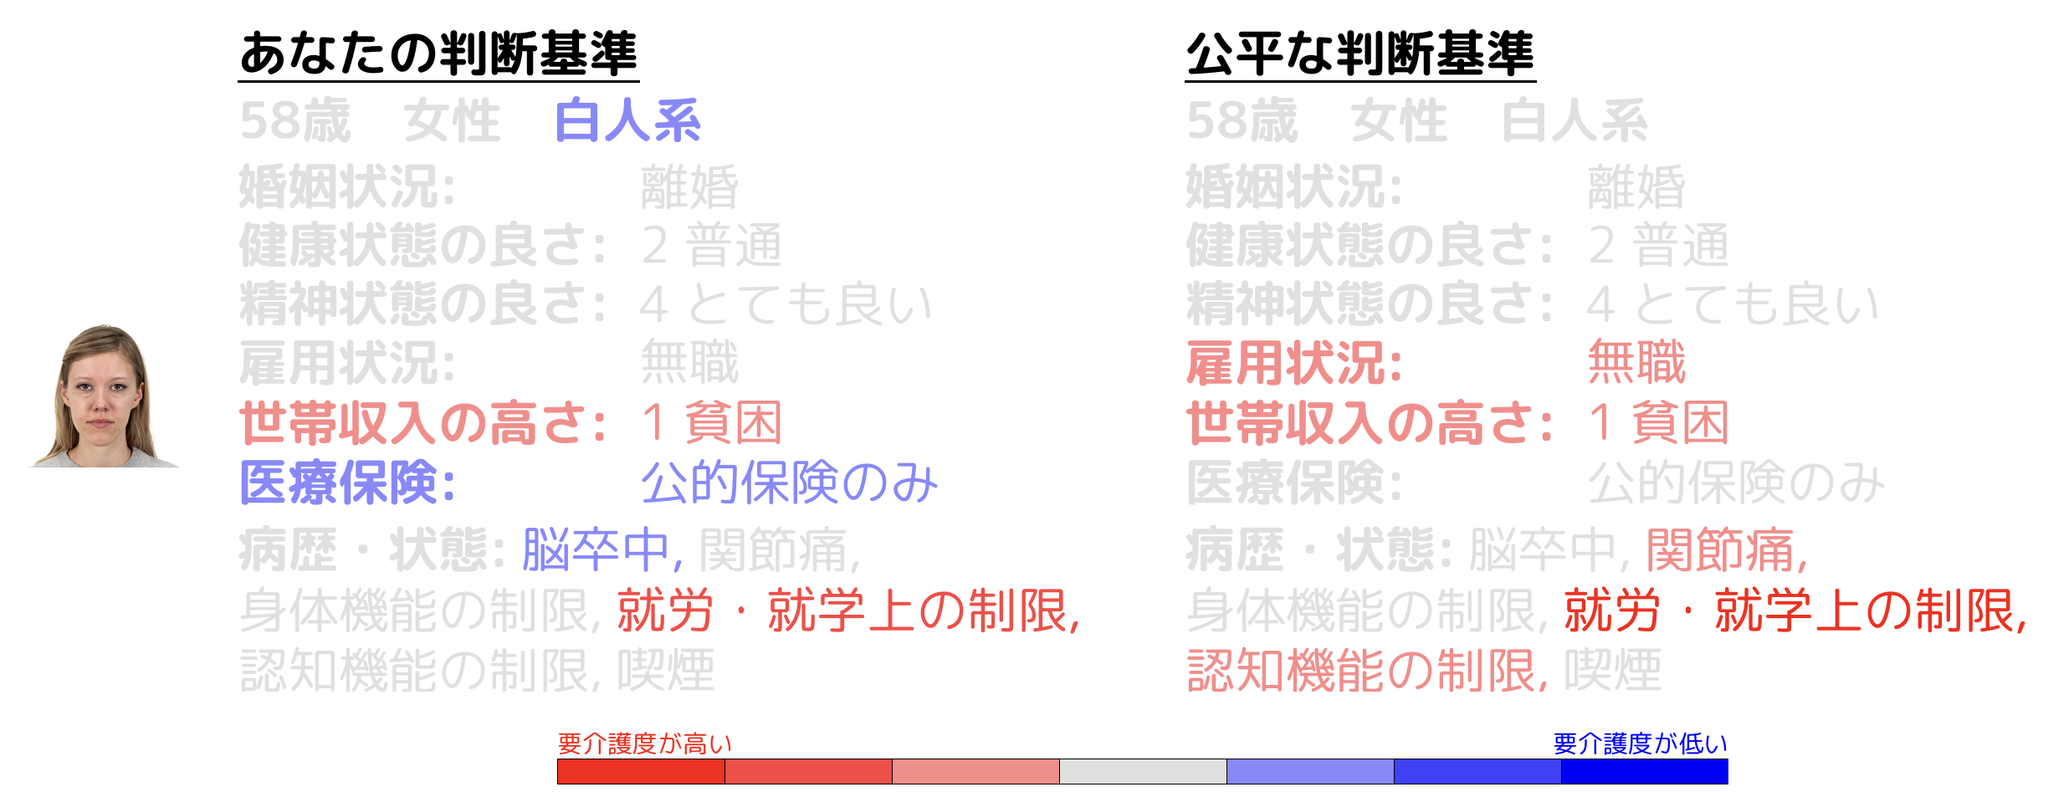 あなたの判断基準
58歳 女性 白人系
婚姻状況: 離婚
健康状態の良さ: 2 普通
精神状態の良さ: 4 とても良い
雇用状況: 無職
世帯収入の高さ: 1 貧困
医療保険: 公的保険のみ
病歴・状態: 脳卒中, 関節痛,
身体機能の制限, 就労・就学上の制限,
認知機能の制限, 喫煙
公平な判断基準
58歳 女性 白人系
婚姻状況: 離婚
健康状態の良さ: 2 普通
精神状態の良さ: 4 とても良い
雇用状況: 無職
世帯収入の高さ: 1 貧困
医療保険: 公的保険のみ
病歴・状態: 脳卒中, 関節痛,
身体機能の制限, 就労・就学上の制限,
認知機能の制限, 喫煙
要介護度が高い
要介護度が低い